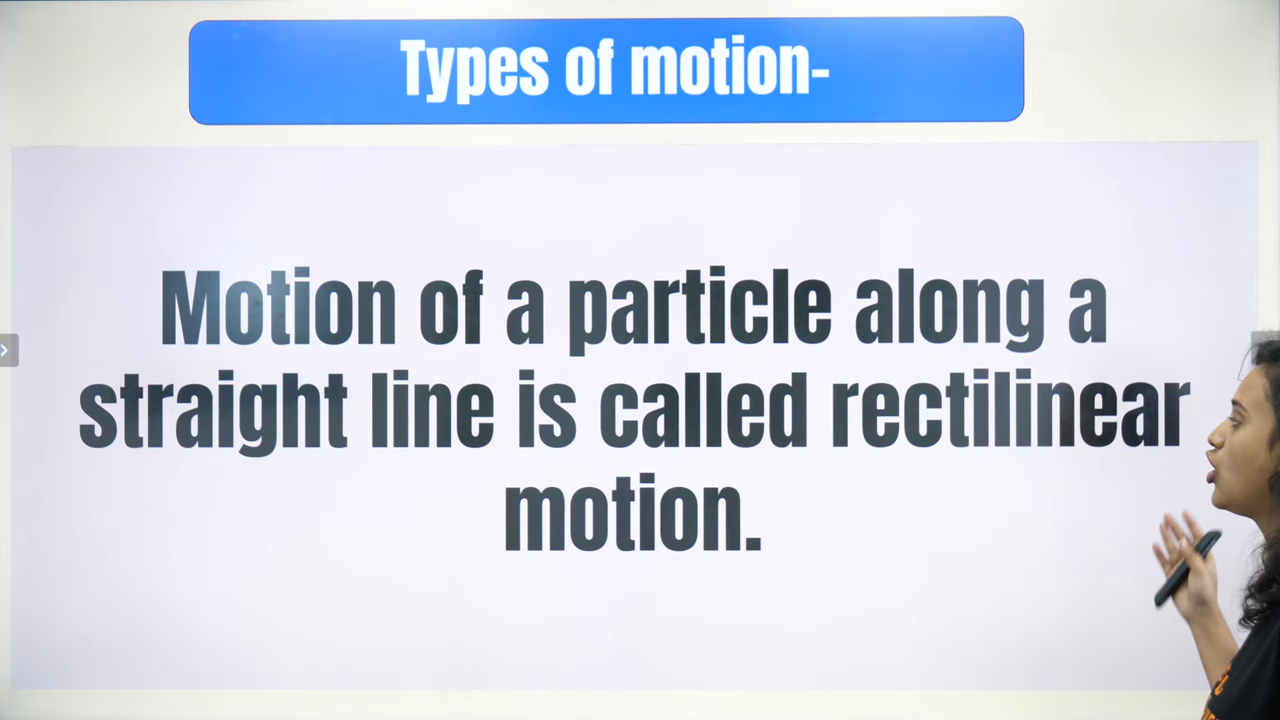 Types of motion-
Motion of a particle along a
straight line is called rectilinear
motion.